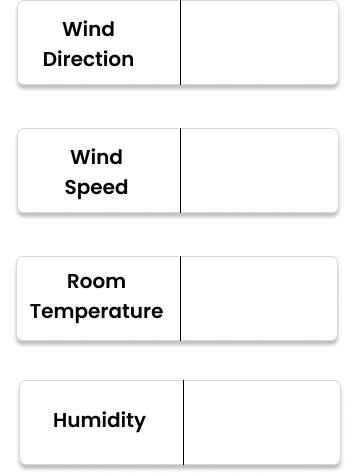 Wind
Direction
Wind
Speed
Room
Temperature
Humidity